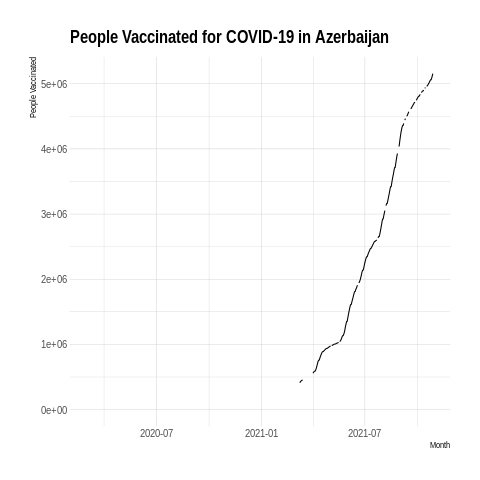 People Vaccinated for COVID-19 in Azerbaijan
People Vaccinated
5e+06
4e+06
3e+06
2e+06
1e+06
0e+00
2020-07 2021-01 2021-07
Month